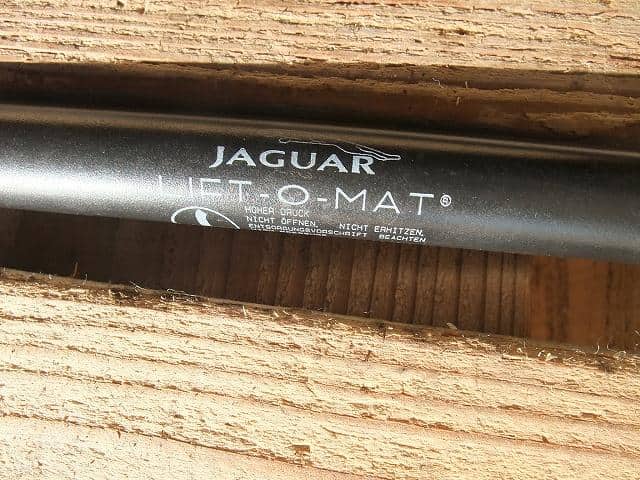 JAGUAR
LIFT-O-MAT®
HOHER DRUCK
NICHT ÖFFNEN. NICHT ERHITZEN.
ENTSORGUNGSVORSCHRIFT BEACHTEN